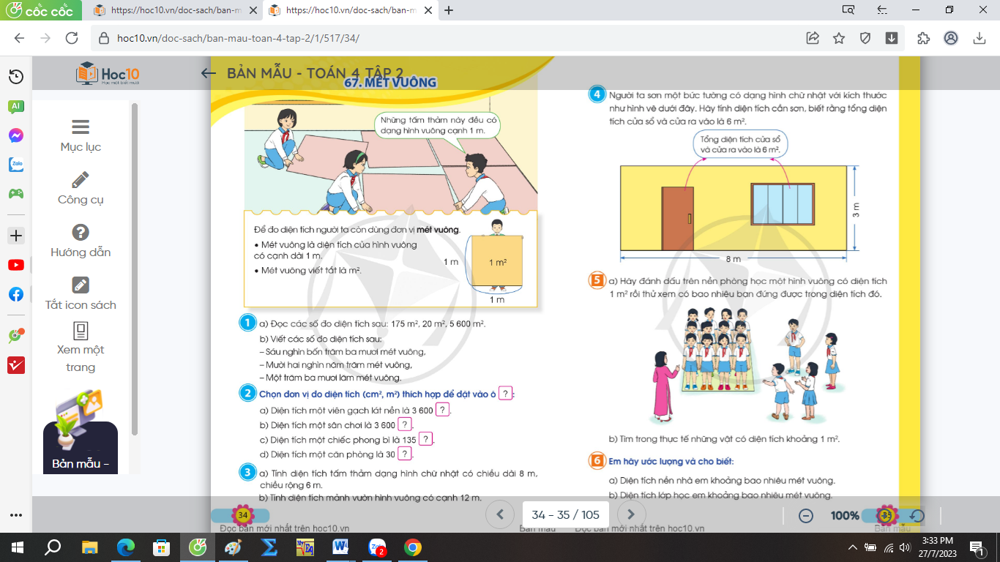 cốc cốc
https://hoc10.vn/doc-sach/ban-m
https://hoc10.vn/doc-sach/ban-m
hoc10.vn/doc-sach/ban-mau-toan-4-tap-2/1/517/34/
Hoc10
Học một biết mười
BẢN MẪU - TOÁN 4 TẬP 2
AI
Zalo
Mục lục
Công cụ
Hướng dẫn
Tắt icon sách
Xem một
trang
Bản mẫu -
67. MÉT VUÔNG
Những tấm thảm này đều có
dạng hình vuông cạnh 1 m.
Để đo diện tích người ta còn dùng đơn vị mét vuông.
• Mét vuông là diện tích của hình vuông
có cạnh dài 1 m.
• Mét vuông viết tắt là m².
1 m
1 m²
1 m
1 a) Đọc các số đo diện tích sau: 175 m², 20 m², 5 600 m².
b) Viết các số đo diện tích sau:
– Sáu nghìn bốn trăm ba mươi mét vuông,
– Mười hai nghìn năm trăm mét vuông,
– Một trăm ba mươi lăm mét vuông.
2 Chọn đơn vị đo diện tích (cm², m²) thích hợp để đặt vào ô ? :
a) Diện tích một viên gạch lát nền là 3 600 ? .
b) Diện tích một sân chơi là 3 600 ? .
c) Diện tích một chiếc phong bì là 135 ? .
d) Diện tích một căn phòng là 30 ? .
3 a) Tính diện tích tấm thảm dạng hình chữ nhật có chiều dài 8 m,
chiều rộng 6 m.
b) Tính diện tích mảnh vườn hình vuông có cạnh 12 m.
34
Đọc bản mới nhất trên hoc10.vn
Bản mẫu
4 Người ta sơn một bức tường có dạng hình chữ nhật với kích thước
như hình vẽ dưới đây. Hãy tính diện tích cần sơn, biết rằng tổng diện
tích cửa sổ và cửa ra vào là 6 m².
Tổng diện tích cửa sổ
và cửa ra vào là 6 m².
3 m
8 m
5 a) Hãy đánh dấu trên nền phòng học một hình vuông có diện tích
1 m² rồi thử xem có bao nhiêu bạn đứng được trong diện tích đó.
b) Tìm trong thực tế những vật có diện tích khoảng 1 m².
6 Em hãy ước lượng và cho biết:
a) Diện tích nền nhà em khoảng bao nhiêu mét vuông.
b) Diện tích lớp học em khoảng bao nhiêu mét vuông.
34 - 35 / 105
100%
Đọc bản mới nhất trên hoc10.vn
Bản mẫu
2
3:33 PM
27/7/2023
1